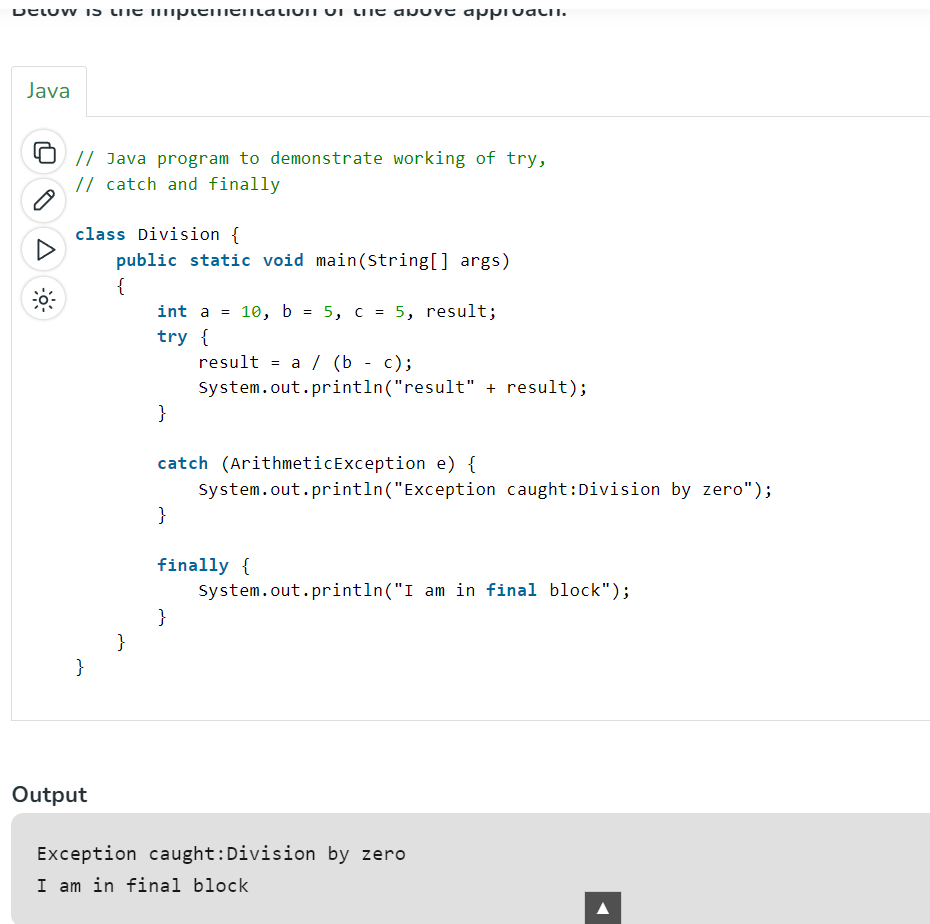 Below is the implementation of the above approach.
Java
// Java program to demonstrate working of try,
// catch and finally
class Division {
public static void main(String[] args)
{
int a = 10, b = 5, c = 5, result;
try {
result = a / (b - c);
System.out.println("result" + result);
}
catch (ArithmeticException e) {
System.out.println("Exception caught:Division by zero");
}
finally {
System.out.println("I am in final block");
}
}
}
Output
Exception caught:Division by zero
I am in final block